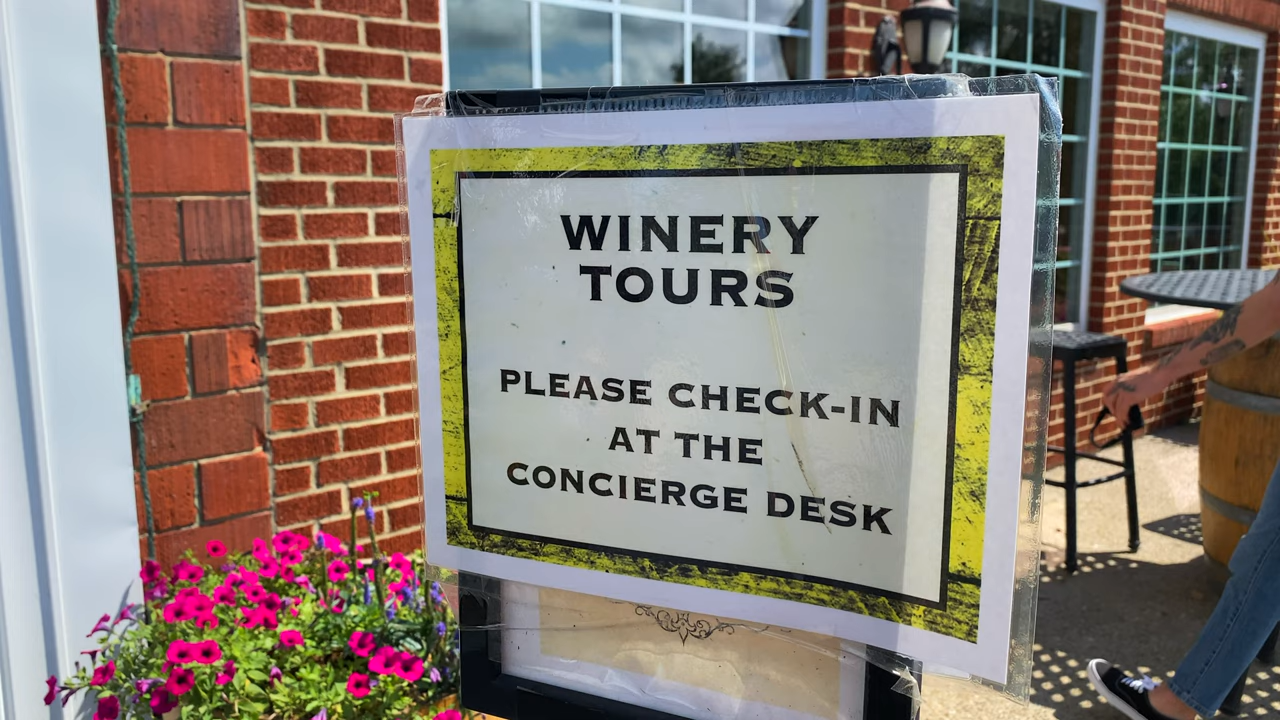 WINERY
TOURS
PLEASE CHECK-IN
AT THE
CONCIERGE DESK